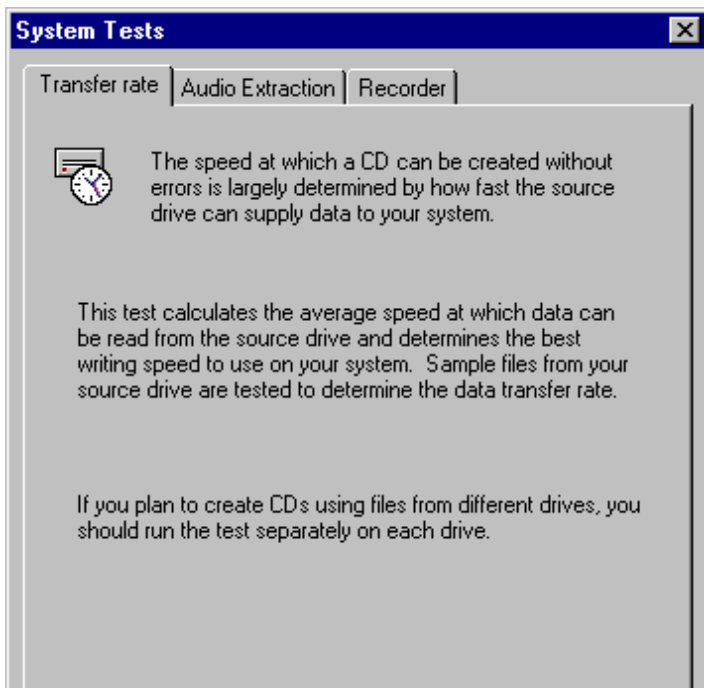 System Tests
Transfer rate Audio Extraction Recorder
The speed at which a CD can be created without
errors is largely determined by how fast the source
drive can supply data to your system.
This test calculates the average speed at which data can
be read from the source drive and determines the best
writing speed to use on your system.  Sample files from your
source drive are tested to determine the data transfer rate.
If you plan to create CDs using files from different drives, you
should run the test separately on each drive.